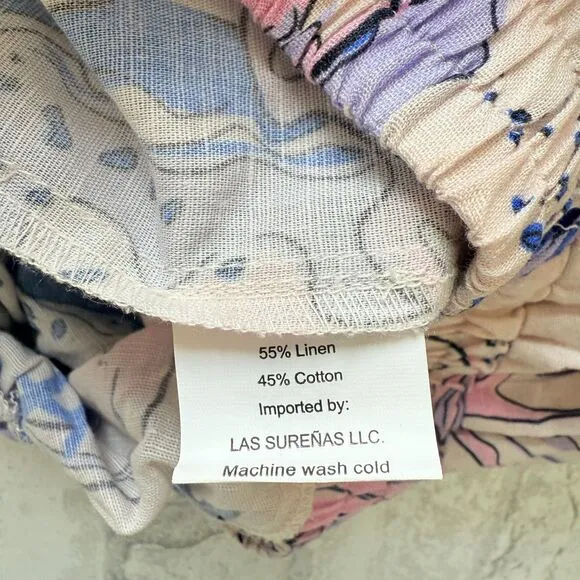 55% Linen
45% Cotton
Imported by:
LAS SUREÑAS LLC.
Machine wash cold